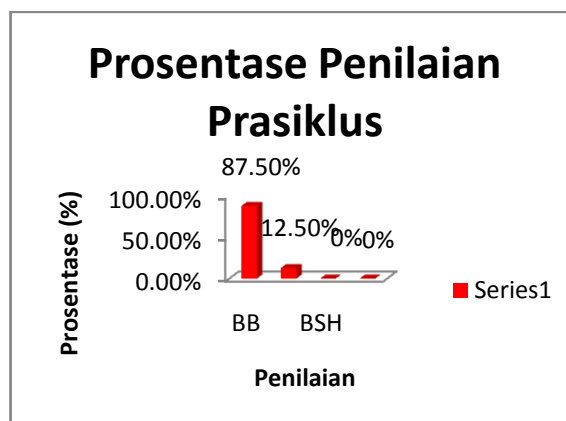 Prosentase Penilaian
Prasiklus
87.50%
12.50%
0%
0%
100.00%
50.00%
0.00%
Prosentase (%)
BB
BSH
Penilaian
Series1